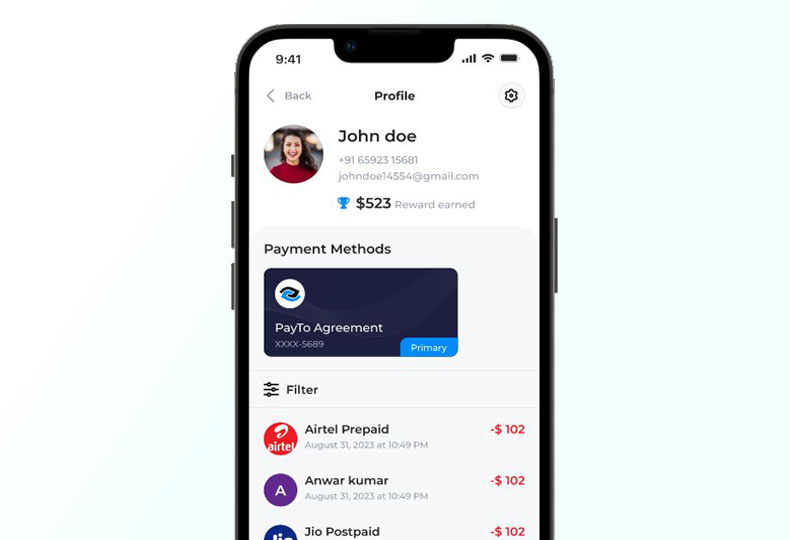 9:41
Back
Profile
John doe
+91 65923 15681
johndoe14554@gmail.com
$523 Reward earned
Payment Methods
PayTo Agreement
XXXX-5689
Primary
Filter
airtel
Airtel Prepaid
-$ 102
August 31, 2023 at 10:49 PM
A
Anwar kumar
-$ 102
August 31, 2023 at 10:49 PM
Jio
Jio Postpaid
-$ 102